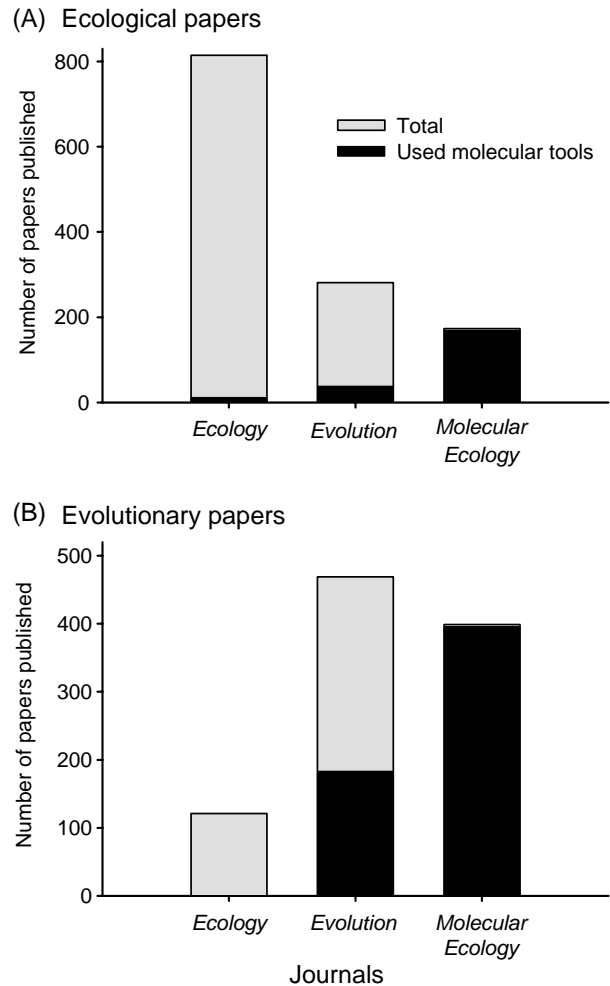 (A) Ecological papers
Number of papers published
800
600
400
200
0
Total
Used molecular tools
Ecology
Evolution
Molecular
Ecology
(B) Evolutionary papers
Number of papers published
500
400
300
200
100
0
Ecology
Evolution
Molecular
Ecology
Journals